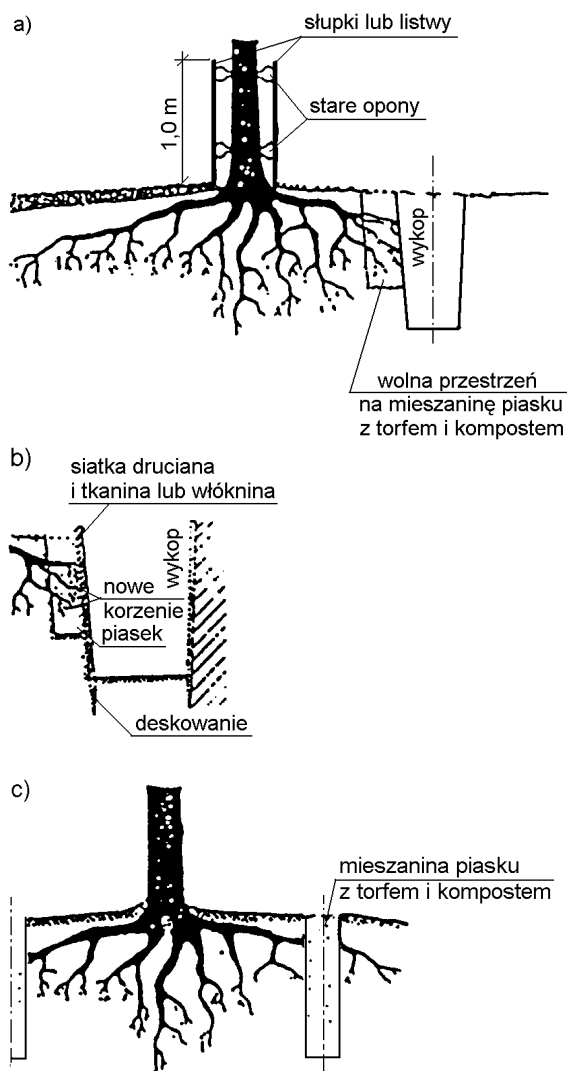 a)
słupki lub listwy
stare opony
1,0 m
wykop
wolna przestrzeń
na mieszaninę piasku
z torfem i kompostem
b)
siatka druciana
i tkanina lub włóknina
wykop
nowe
korzenie
piasek
deskowanie
c)
mieszanina piasku
z torfem i kompostem